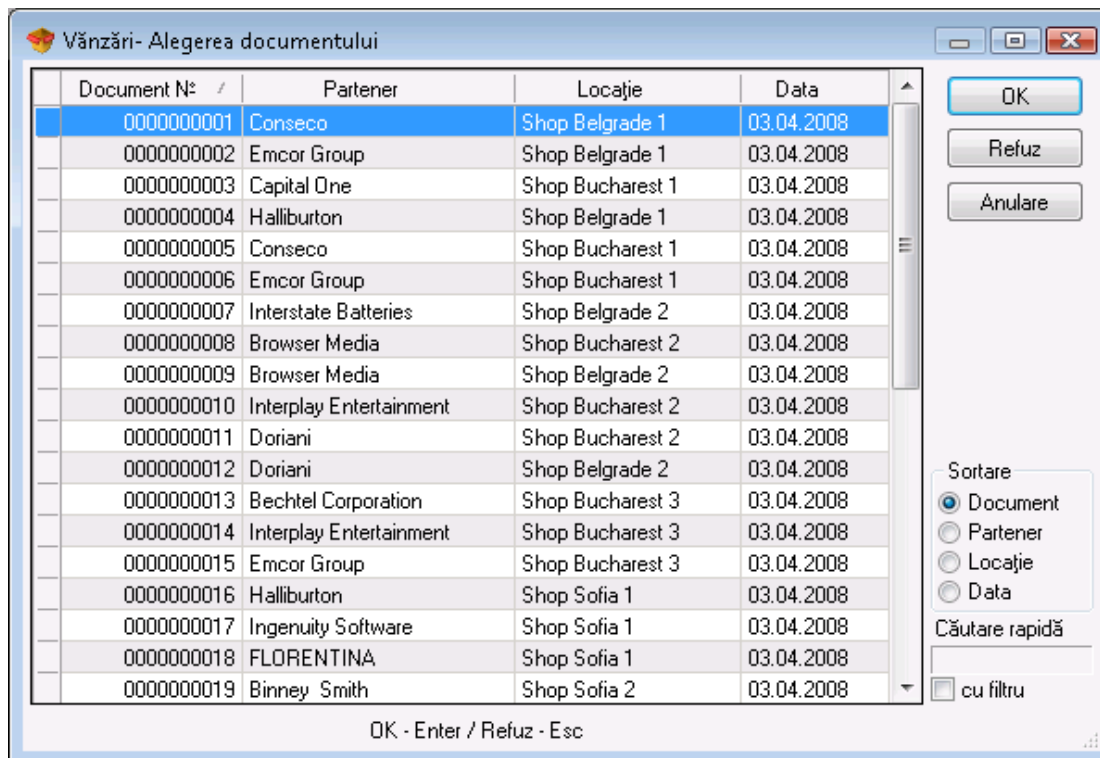 Vănzări- Alegerea documentului
Document № Partener Locaţie Data
0000000001 Conseco Shop Belgrade 1 03.04.2008
0000000002 Emcor Group Shop Belgrade 1 03.04.2008
0000000003 Capital One Shop Bucharest 1 03.04.2008
0000000004 Halliburton Shop Belgrade 1 03.04.2008
0000000005 Conseco Shop Bucharest 1 03.04.2008
0000000006 Emcor Group Shop Bucharest 1 03.04.2008
0000000007 Interstate Batteries Shop Belgrade 2 03.04.2008
0000000008 Browser Media Shop Bucharest 2 03.04.2008
0000000009 Browser Media Shop Belgrade 2 03.04.2008
0000000010 Interplay Entertainment Shop Bucharest 2 03.04.2008
0000000011 Doriani Shop Bucharest 2 03.04.2008
0000000012 Doriani Shop Belgrade 2 03.04.2008
0000000013 Bechtel Corporation Shop Bucharest 3 03.04.2008
0000000014 Interplay Entertainment Shop Bucharest 3 03.04.2008
0000000015 Emcor Group Shop Bucharest 3 03.04.2008
0000000016 Halliburton Shop Sofia 1 03.04.2008
0000000017 Ingenuity Software Shop Sofia 1 03.04.2008
0000000018 FLORENTINA Shop Sofia 1 03.04.2008
0000000019 Binney Smith Shop Sofia 2 03.04.2008
OK
Refuz
Anulare
Sortare
Document
Partener
Locaţie
Data
Căutare rapidă
cu filtru
OK - Enter / Refuz - Esc